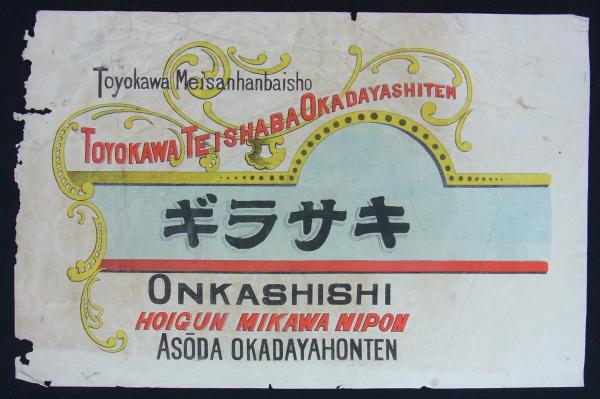 Toyokawa Meisanhanbaisho
TOYOKAWA TEISHABA OKADAYASHITEN
キサラギ
ONKASHISHI
HOIGUN MIKAWA NIPON
ASŌDA OKADAYAHONTEN